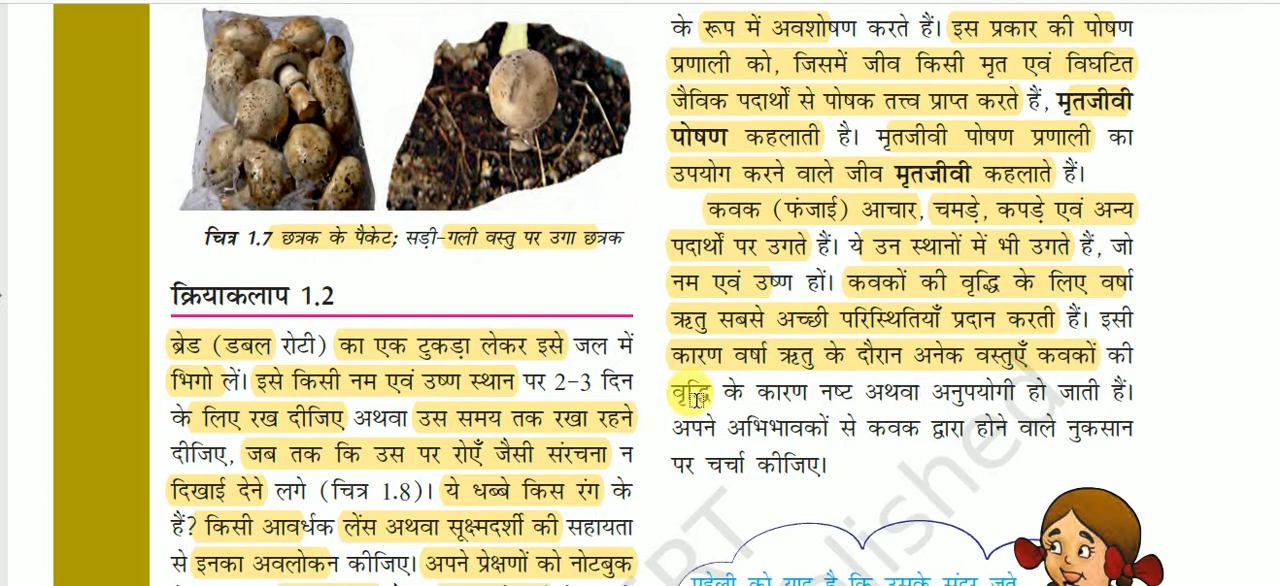 चित्र 1.7 छत्रक के पैकेट; सड़ी-गली वस्तु पर उगा छत्रक
क्रियाकलाप 1.2
ब्रेड (डबल रोटी) का एक टुकड़ा लेकर इसे जल में
भिगो लें। इसे किसी नम एवं उष्ण स्थान पर 2-3 दिन
के लिए रख दीजिए अथवा उस समय तक रखा रहने
दीजिए, जब तक कि उस पर रोएँ जैसी संरचना न
दिखाई देने लगे (चित्र 1.8)। ये धब्बे किस रंग के
हैं? किसी आवर्धक लेंस अथवा सूक्ष्मदर्शी की सहायता
से इनका अवलोकन कीजिए। अपने प्रेक्षणों को नोटबुक
के रूप में अवशोषण करते हैं। इस प्रकार की पोषण
प्रणाली को, जिसमें जीव किसी मृत एवं विघटित
जैविक पदार्थों से पोषक तत्त्व प्राप्त करते हैं, मृतजीवी
पोषण कहलाती है। मृतजीवी पोषण प्रणाली का
उपयोग करने वाले जीव मृतजीवी कहलाते हैं।
कवक (फंजाई) आचार, चमड़े, कपड़े एवं अन्य
पदार्थों पर उगते हैं। ये उन स्थानों में भी उगते हैं, जो
नम एवं उष्ण हों। कवकों की वृद्धि के लिए वर्षा
ऋतु सबसे अच्छी परिस्थितियाँ प्रदान करती हैं। इसी
कारण वर्षा ऋतु के दौरान अनेक वस्तुएँ कवकों की
वृद्धि के कारण नष्ट अथवा अनुपयोगी हो जाती हैं।
अपने अभिभावकों से कवक द्वारा होने वाले नुकसान
पर चर्चा कीजिए।
पहेली को याद है कि उसके सुंदर जूते